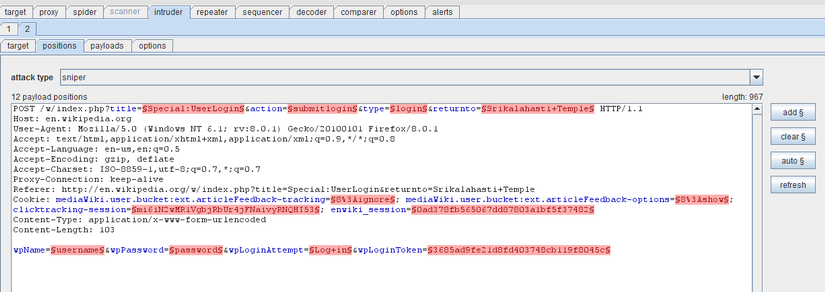 target proxy spider scanner intruder repeater sequencer decoder comparer options alerts
1 2
target positions payloads options
attack type sniper
12 payload positions length: 967
POST /w/index.php?title=§Special:UserLogin§&action=§submitlogin§&type=§login§&returnto=§Srikalahasti+Temple§ HTTP/1.1
Host: en.wikipedia.org
User-Agent: Mozilla/5.0 (Windows NT 6.1; rv:8.0.1) Gecko/20100101 Firefox/8.0.1
Accept: text/html,application/xhtml+xml,application/xml;q=0.9,*/*;q=0.8
Accept-Language: en-us,en;q=0.5
Accept-Encoding: gzip, deflate
Accept-Charset: ISO-8859-1,utf-8;q=0.7,*;q=0.7
Proxy-Connection: keep-alive
Referer: http://en.wikipedia.org/w/index.php?title=Special:UserLogin&returnto=Srikalahasti+Temple
Cookie: mediaWiki.user.bucket:ext.articleFeedback-tracking=§8%3Aignore§; mediaWiki.user.bucket:ext.articleFeedback-options=§8%3Ashow§;
clicktracking-session=§mi6iN2wMRiVgbjRbUr4jFNaivyRNQHI53§; enwiki_session=§0ad378fb565067dd87803aibf5f37482§
Content-Type: application/x-www-form-urlencoded
Content-Length: 103
wpName=§username§&wpPassword=§password§&wpLoginAttempt=§Log+in§&wpLoginToken=§3685ad9fe21d8fd403748cb119f8045c§
add §
clear §
auto §
refresh